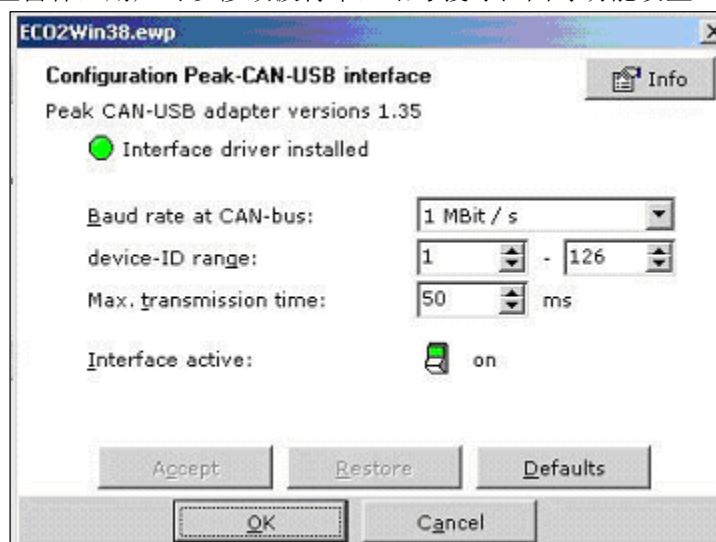 ECO2Win38.ewp
Configuration Peak-CAN-USB interface
Info
Peak CAN-USB adapter versions 1.35
Interface driver installed
Baud rate at CAN-bus: 1 MBit / s
device-ID range: 1 - 126
Max. transmission time: 50 ms
Interface active: on
Accept Restore Defaults
OK Cancel